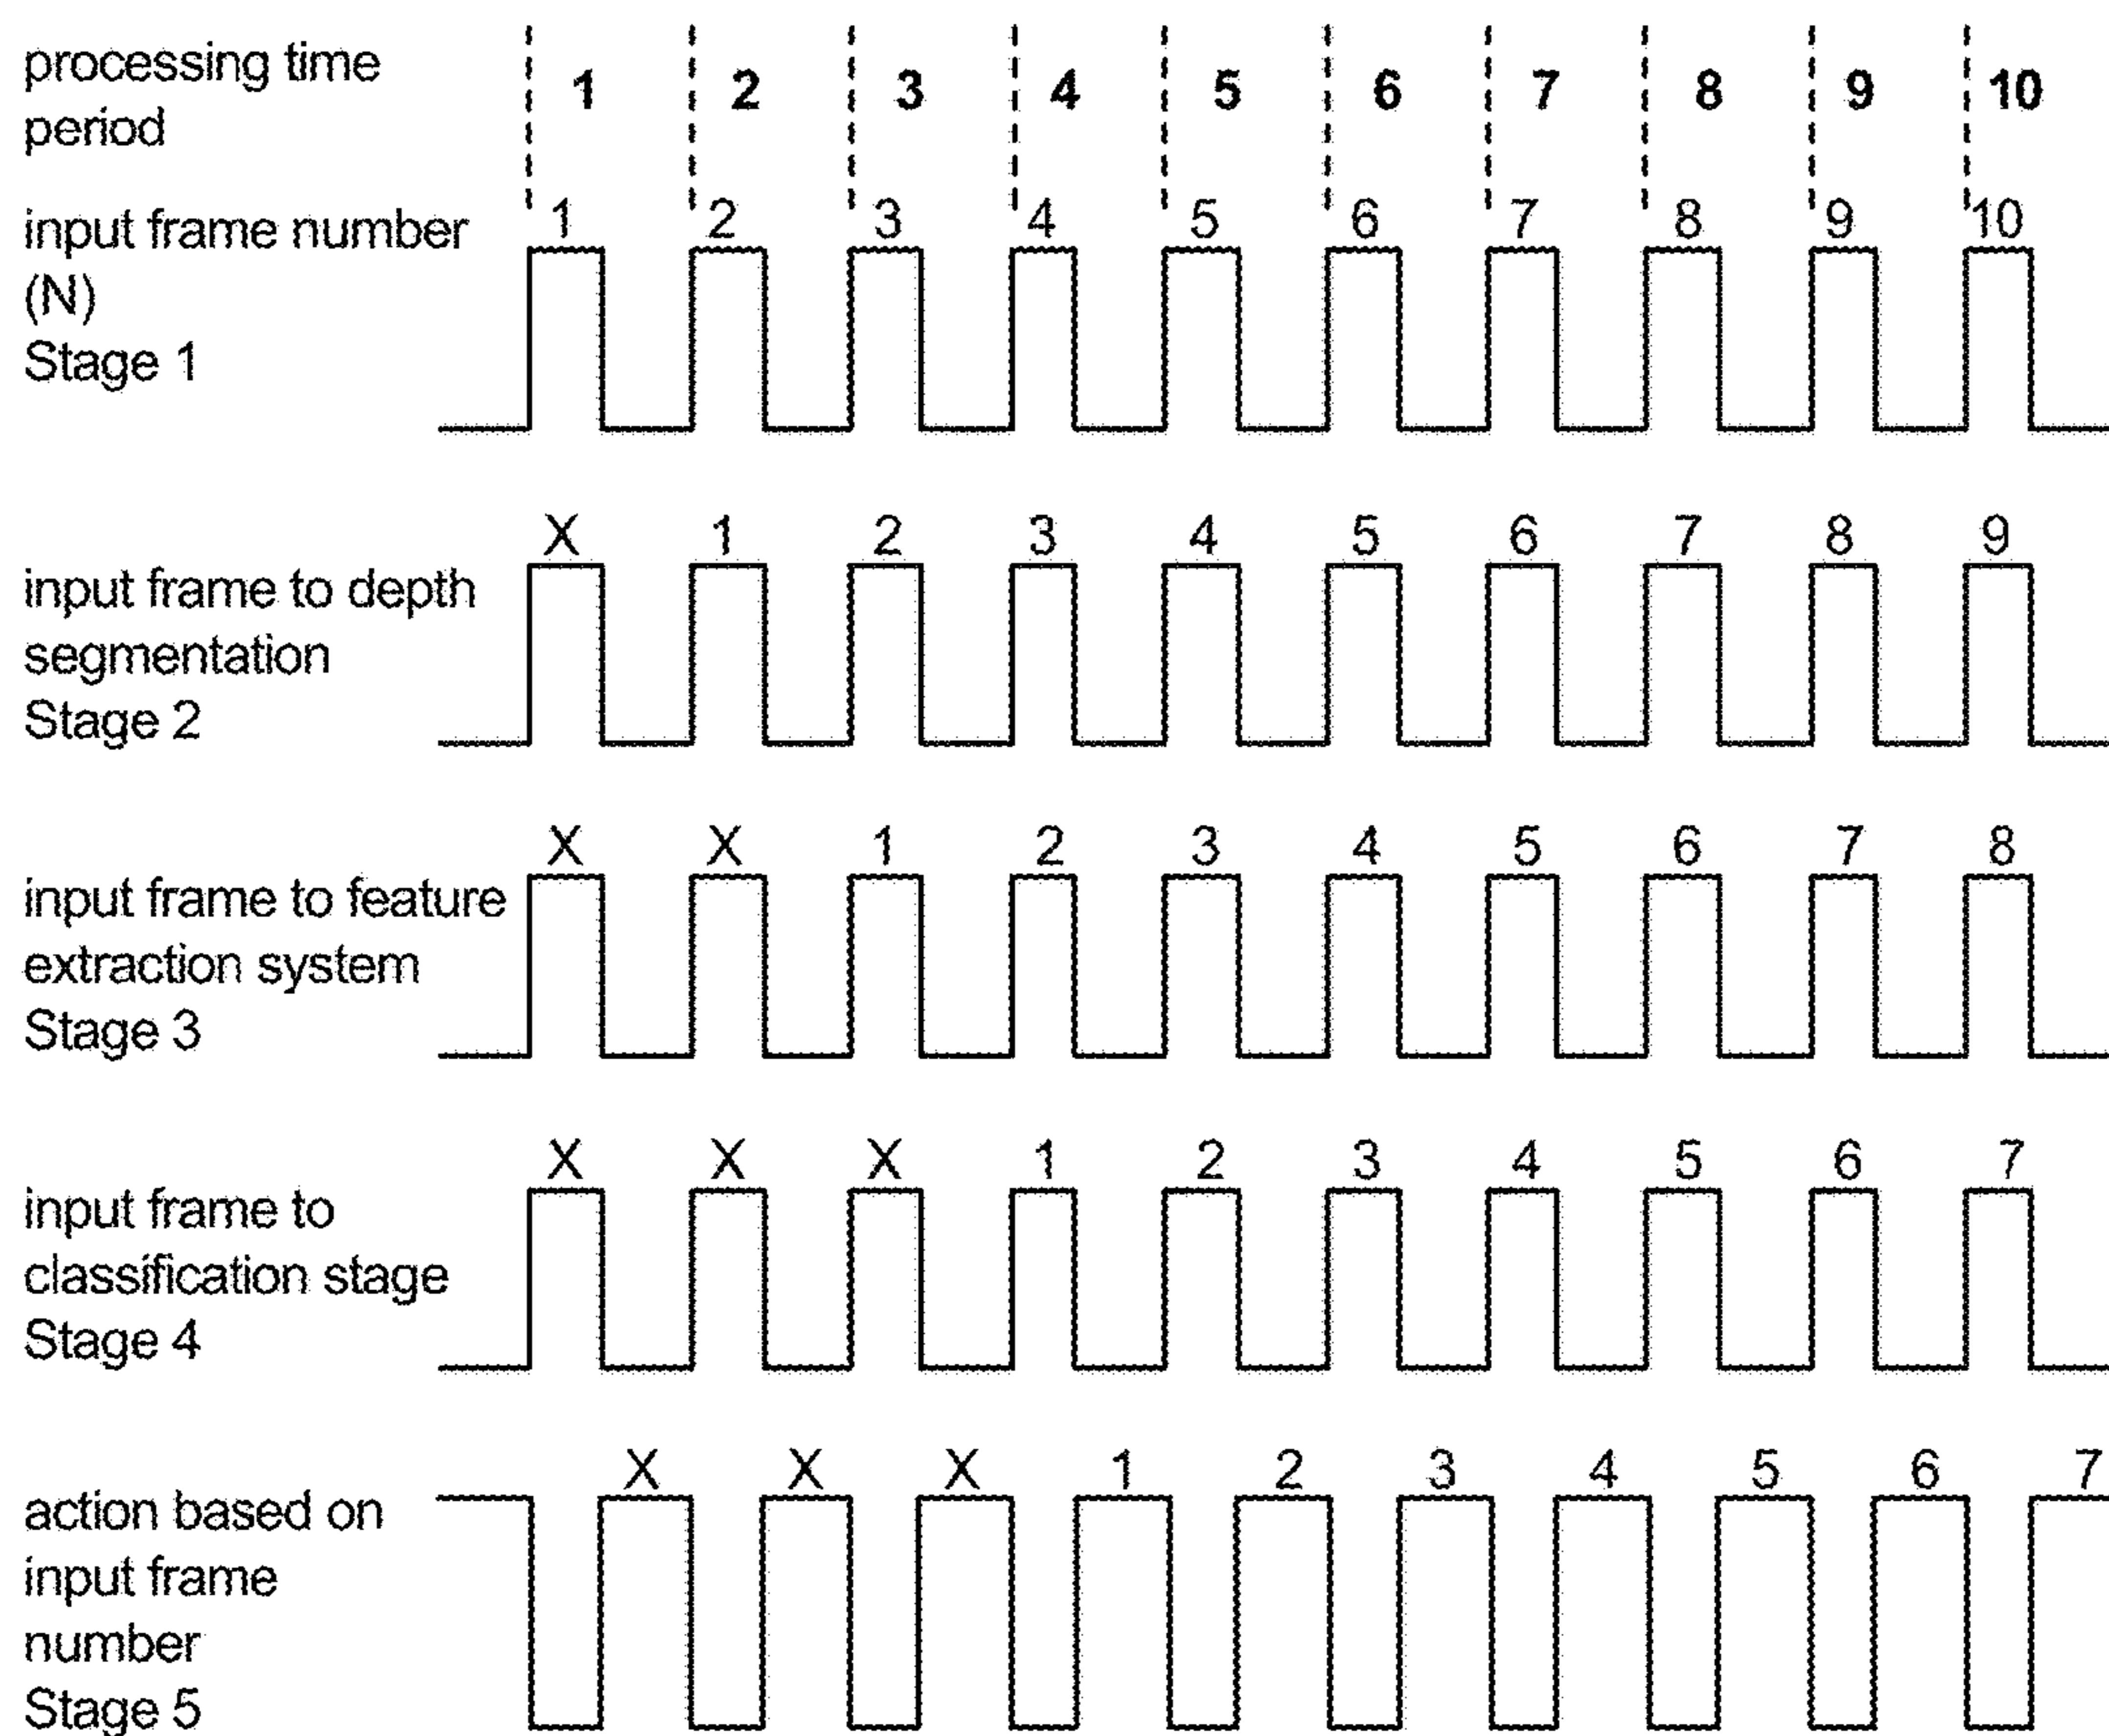 processing time
period
1 2 3 4 5 6 7 8 9 10
1 2 3 4 5 6 7 8 9 10
input frame number
(N)
Stage 1
X 1 2 3 4 5 6 7 8 9
input frame to depth
segmentation
Stage 2
X X 1 2 3 4 5 6 7 8
input frame to feature
extraction system
Stage 3
X X X 1 2 3 4 5 6 7
input frame to
classification stage
Stage 4
X X X 1 2 3 4 5 6 7
action based on
input frame
number
Stage 5